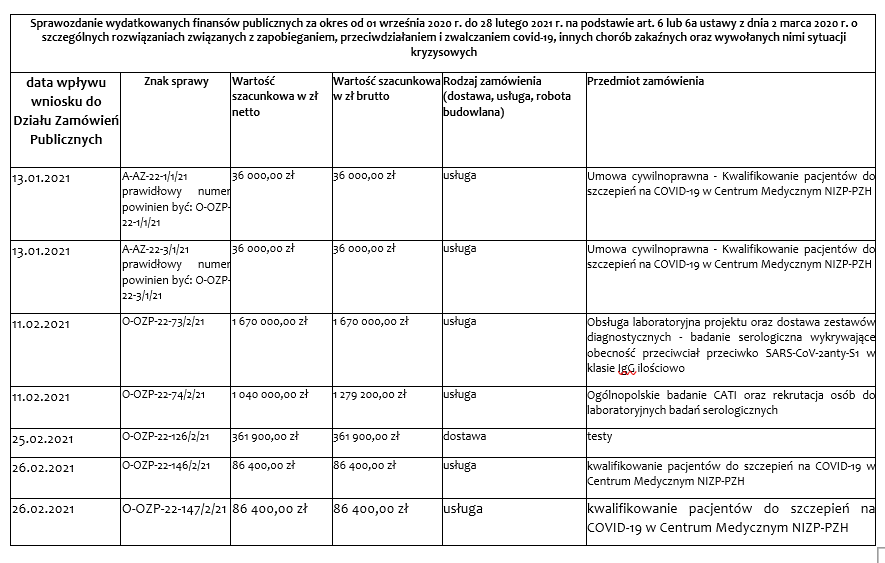 Sprawozdanie wydatkowanych finansów publicznych za okres od 01 września 2020 r. do 28 lutego 2021 r. na podstawie art. 6 lub 6a ustawy z dnia 2 marca 2020 r. o
szczególnych rozwiązaniach związanych z zapobieganiem, przeciwdziałaniem i zwalczaniem covid-19, innych chorób zakaźnych oraz wywołanych nimi sytuacji
kryzysowych
data wpływu
wniosku do
Działu Zamówień
Publicznych
Znak sprawy
Wartość
szacunkowa w zł
netto
Wartość szacunkowa
w zł brutto
Rodzaj zamówienia
(dostawa, usługa, robota
budowlana)
Przedmiot zamówienia
13.01.2021
A-AZ-22-1/1/21
prawidłowy numer
powinien być: O-OZP-
22-1/1/21
36 000,00 zł
36 000,00 zł
usługa
Umowa cywilnoprawna - Kwalifikowanie pacjentów do
szczepień na COVID-19 w Centrum Medycznym NIZP-PZH
13.01.2021
A-AZ-22-3/1/21
prawidłowy numer
powinien być: O-OZP-
22-3/1/21
36 000,00 zł
36 000,00 zł
usługa
Umowa cywilnoprawna - Kwalifikowanie pacjentów do
szczepień na COVID-19 w Centrum Medycznym NIZP-PZH
11.02.2021
O-OZP-22-73/2/21
1 670 000,00 zł
1 670 000,00 zł
usługa
Obsługa laboratoryjna projektu oraz dostawa zestawów
diagnostycznych - badanie serologiczna wykrywające
obecność przeciwciał przeciwko SARS-CoV-2anty-S1 w
klasie IgG ilościowo
11.02.2021
O-OZP-22-74/2/21
1 040 000,00 zł
1 279 200,00 zł
usługa
Ogólnopolskie badanie CATI oraz rekrutacja osób do
laboratoryjnych badań serologicznych
25.02.2021
O-OZP-22-126/2/21
361 900,00 zł
361 900,00 zł
dostawa
testy
26.02.2021
O-OZP-22-146/2/21
86 400,00 zł
86 400,00 zł
usługa
kwalifikowanie pacjentów do szczepień na COVID-19 w
Centrum Medycznym NIZP-PZH
26.02.2021
O-OZP-22-147/2/21
86 400,00 zł
86 400,00 zł
usługa
kwalifikowanie pacjentów do szczepień na
COVID-19 w Centrum Medycznym NIZP-PZH